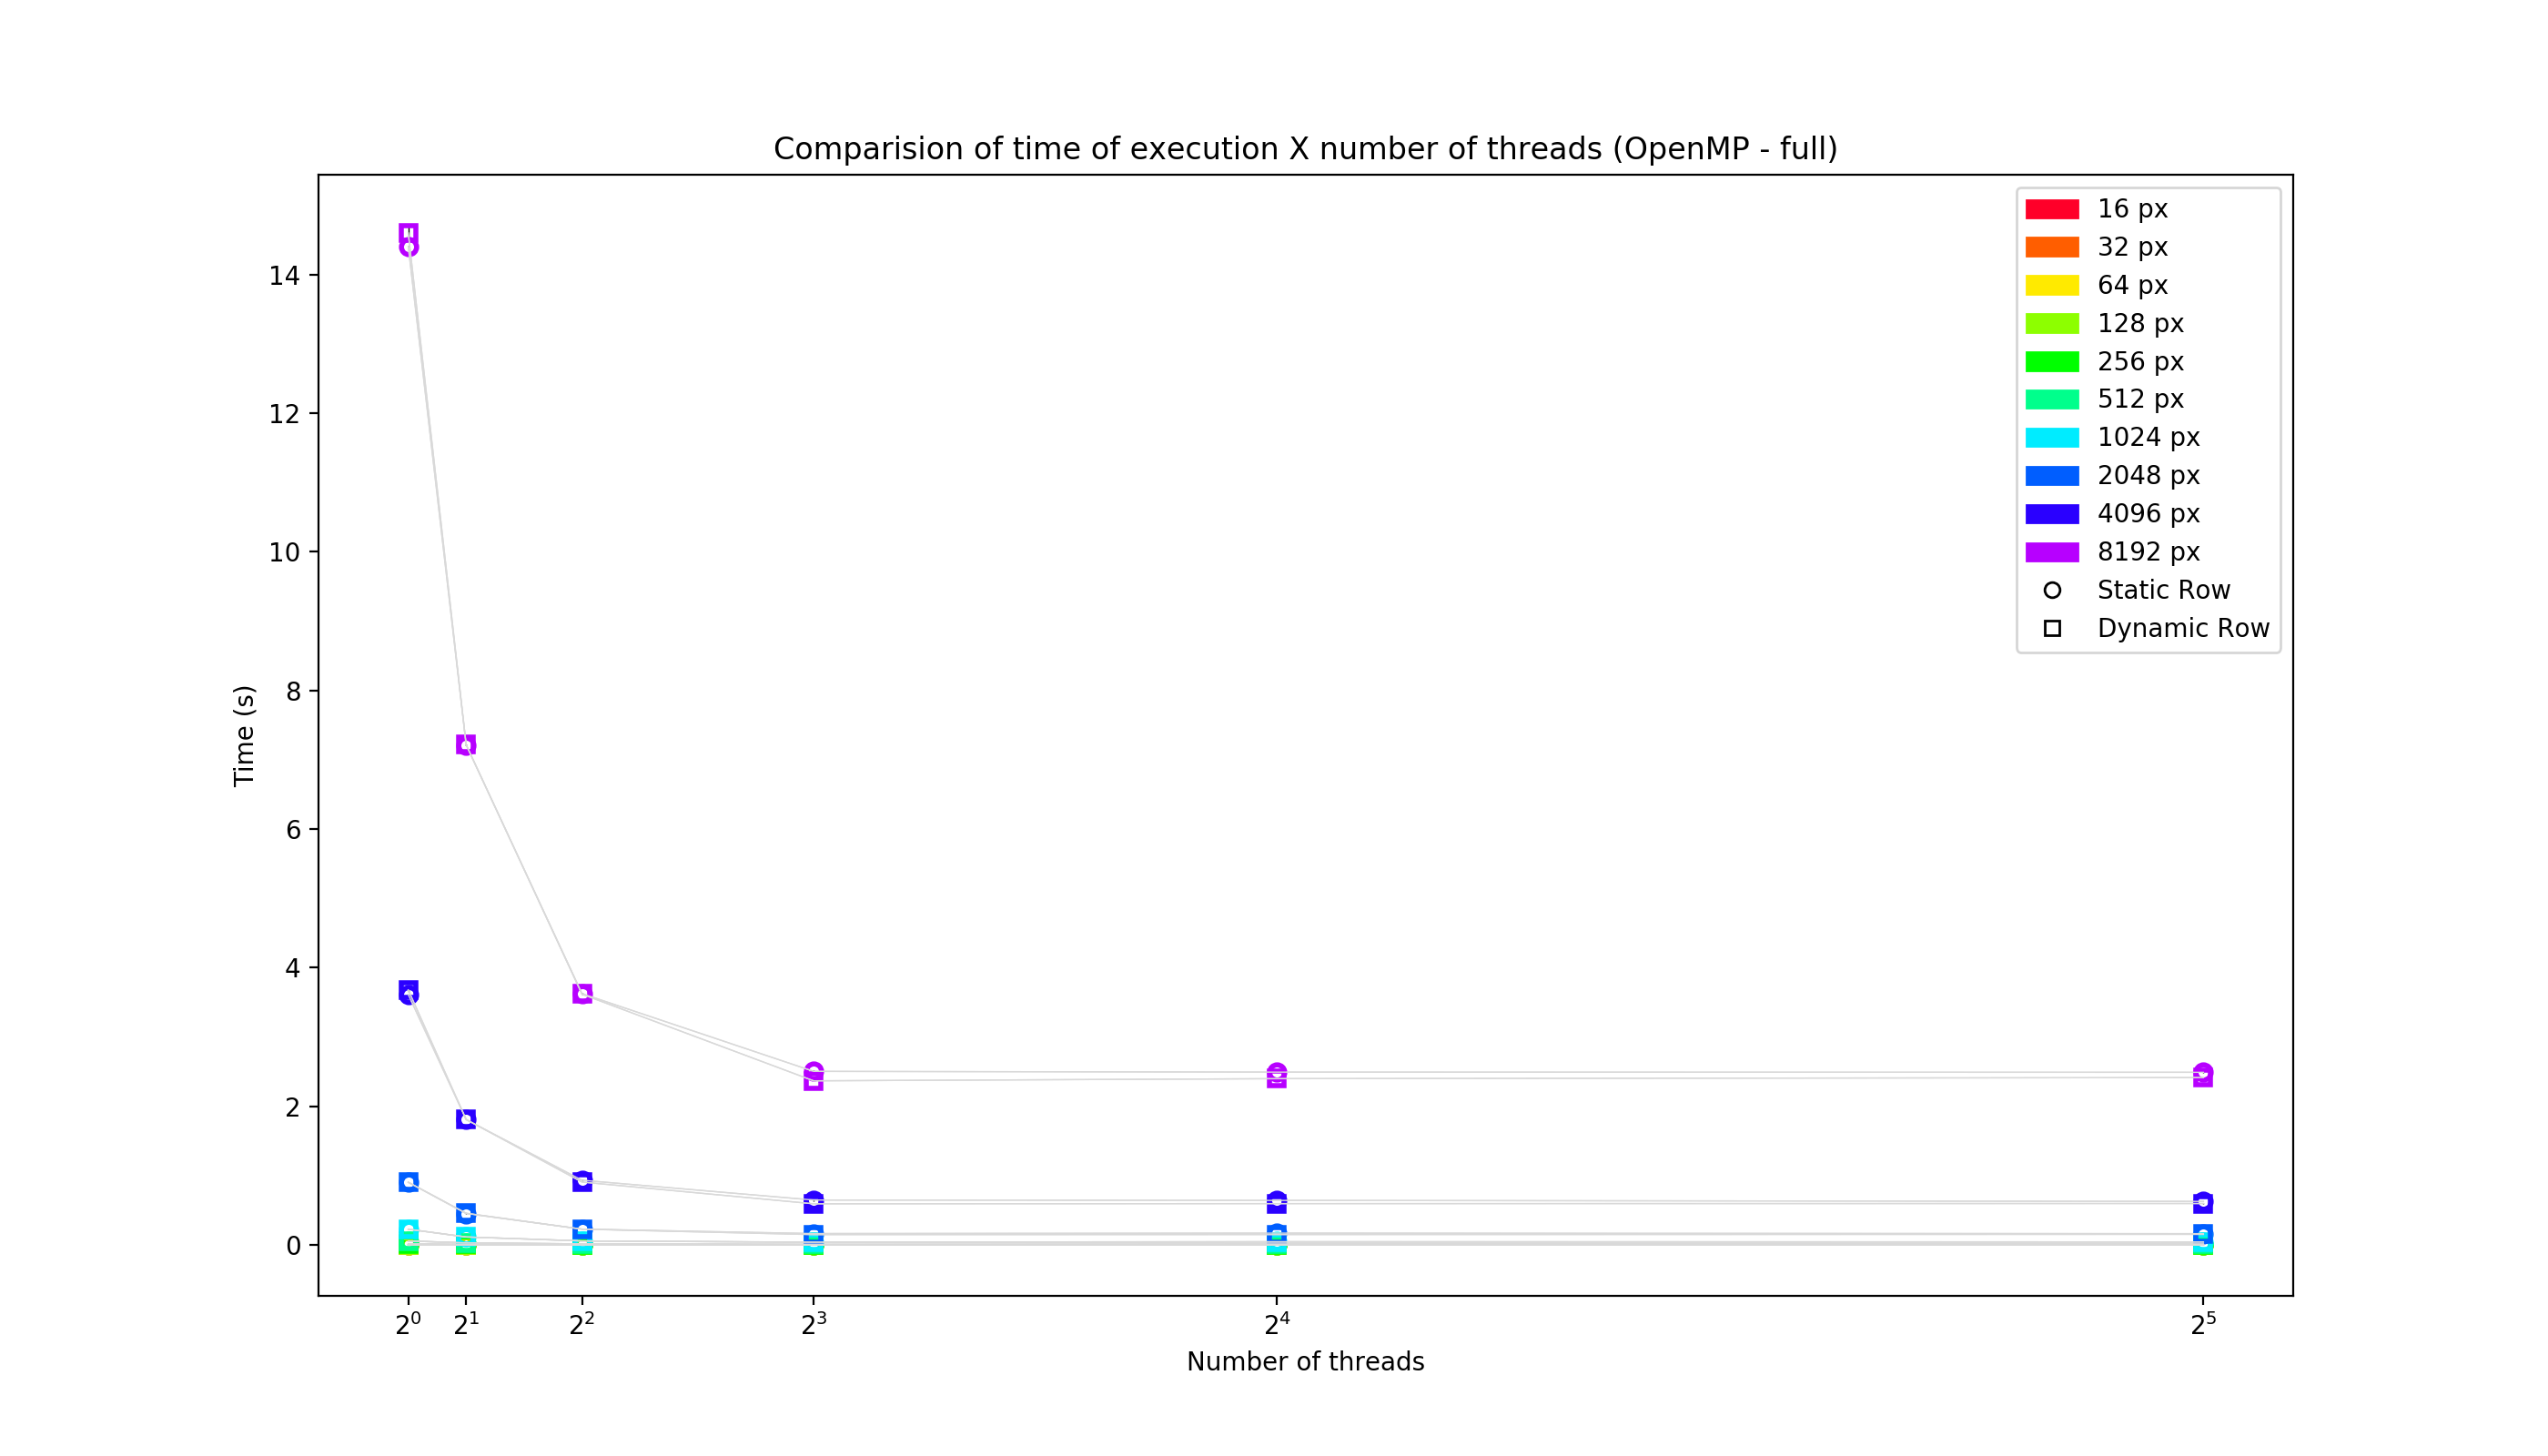 Comparision of time of execution X number of threads (OpenMP - full)
16 px
32 px
64 px
128 px
256 px
512 px
1024 px
2048 px
4096 px
8192 px
Static Row
Dynamic Row
Time (s)
14
12
10
8
6
4
2
0
2⁰ 2¹ 2² 2³ 2⁴ 2⁵
Number of threads